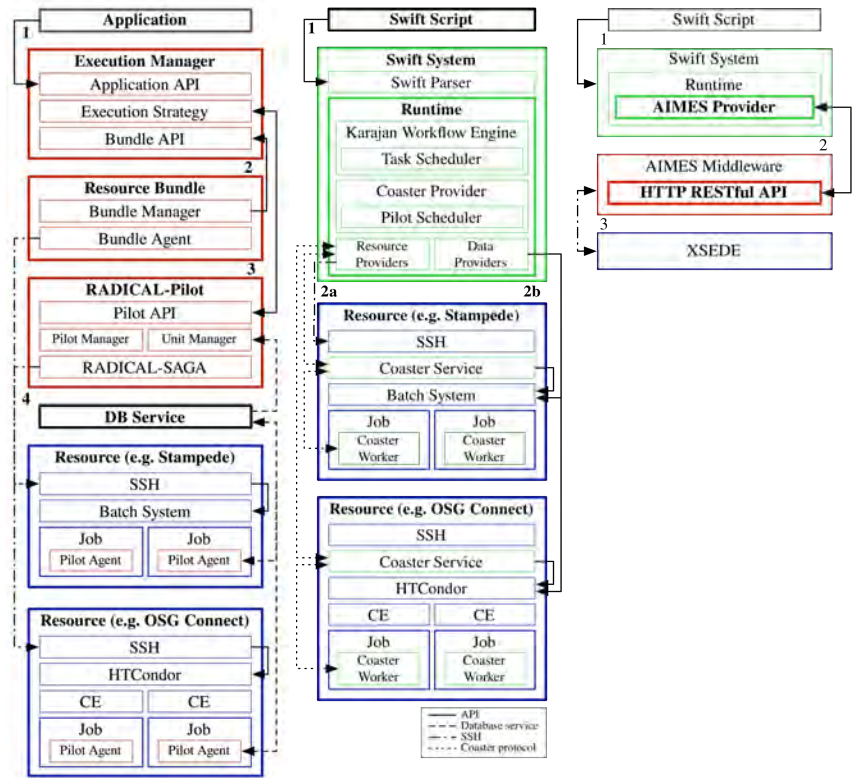 Application
1
Execution Manager
Application API
Execution Strategy
Bundle API
2
Resource Bundle
Bundle Manager
Bundle Agent
3
RADICAL-Pilot
Pilot API
Pilot Manager
Unit Manager
RADICAL-SAGA
4
DB Service
Resource (e.g. Stampede)
SSH
Batch System
Job
Job
Pilot Agent
Pilot Agent
Resource (e.g. OSG Connect)
SSH
HTCondor
CE
CE
Job
Job
Pilot Agent
Pilot Agent
Swift Script
1
Swift System
Swift Parser
Runtime
Karajan Workflow Engine
Task Scheduler
Coaster Provider
Pilot Scheduler
Resource
Providers
Data
Providers
2a
2b
Resource (e.g. Stampede)
SSH
Coaster Service
Batch System
Job
Job
Coaster
Worker
Coaster
Worker
Resource (e.g. OSG Connect)
SSH
Coaster Service
HTCondor
CE
CE
Job
Job
Coaster
Worker
Coaster
Worker
API
Database service
SSH
Coaster protocol
Swift Script
1
Swift System
Runtime
AIMES Provider
2
AIMES Middleware
HTTP RESTful API
3
XSEDE